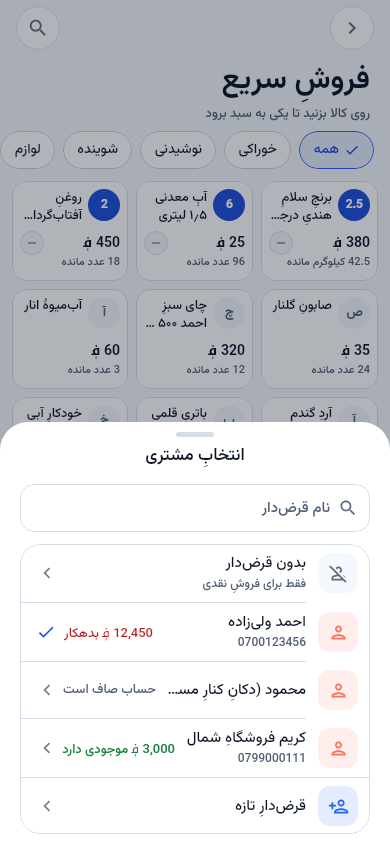 فروشِ سریع
روی کالا بزنید تا یکی به سبد برود
همه
خوراکی
نوشیدنی
شوینده
لوازم
2.5
برنجِ سلامِ
هندیِ درجـ...
380 ؋
42.5 کیلوگرم مانده
6
آبِ معدنی
۱٫۵ لیتری
25 ؋
96 عدد مانده
2
روغنِ
آفتاب‌گردا...
450 ؋
18 عدد مانده
ص
صابونِ گلنار
35 ؋
24 عدد مانده
چ
چای سبزِ
احمد ۵۰۰ ...
320 ؋
12 عدد مانده
آ
آب‌میوهٔ انار
60 ؋
3 عدد مانده
آ
آردِ گندم
باتری قلمی
خ
خودکارِ آبی
انتخابِ مشتری
نام قرض‌دار
بدون قرض‌دار
فقط برای فروشِ نقدی
احمد ولی‌زاده
0700123456
12,450 ؋ بدهکار
محمود (دکانِ کنارِ مسـ...
حساب صاف است
کریم فروشگاهِ شمال
0799000111
3,000 ؋ موجودی دارد
قرض‌دارِ تازه